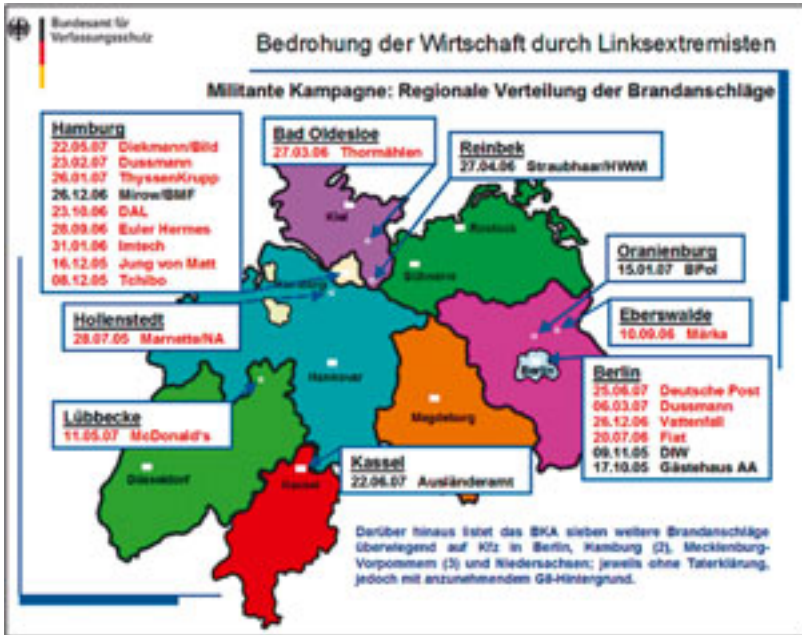 Bundesamt für
Verfassungsschutz
Bedrohung der Wirtschaft durch Linksextremisten
Militante Kampagne: Regionale Verteilung der Brandanschläge
Hamburg
22.05.07 Diekmann/Bild
23.02.07 Dussmann
26.01.07 ThyssenKrupp
26.12.06 Mirow/BMF
23.10.06 DAL
28.09.06 Euler Hermes
31.01.06 Imtech
16.12.05 Jung von Matt
08.12.05 Tchibo
Bad Oldesloe
27.03.06 Thormählen
Reinbek
27.04.06 Straubhaar/HWWI
Kiel
Rostock
Schwerin
Hamburg
Oranienburg
15.01.07 BPol
Eberswalde
10.09.06 Märka
Hollenstedt
28.07.05 Marnette/NA
Hannover
Magdeburg
Berlin
Berlin
25.06.07 Deutsche Post
06.03.07 Dussmann
26.12.06 Vattenfall
20.07.06 Fiat
09.11.05 DIW
17.10.05 Gästehaus AA
Lübbecke
11.05.07 McDonald's
Düsseldorf
Kassel
Kassel
22.06.07 Ausländeramt
Darüber hinaus listet das BKA sieben weitere Brandanschläge
überwiegend auf Kfz in Berlin, Hamburg (2), Mecklenburg-
Vorpommern (3) und Niedersachsen; jeweils ohne Taterklärung,
jedoch mit anzunehmendem G8-Hintergrund.